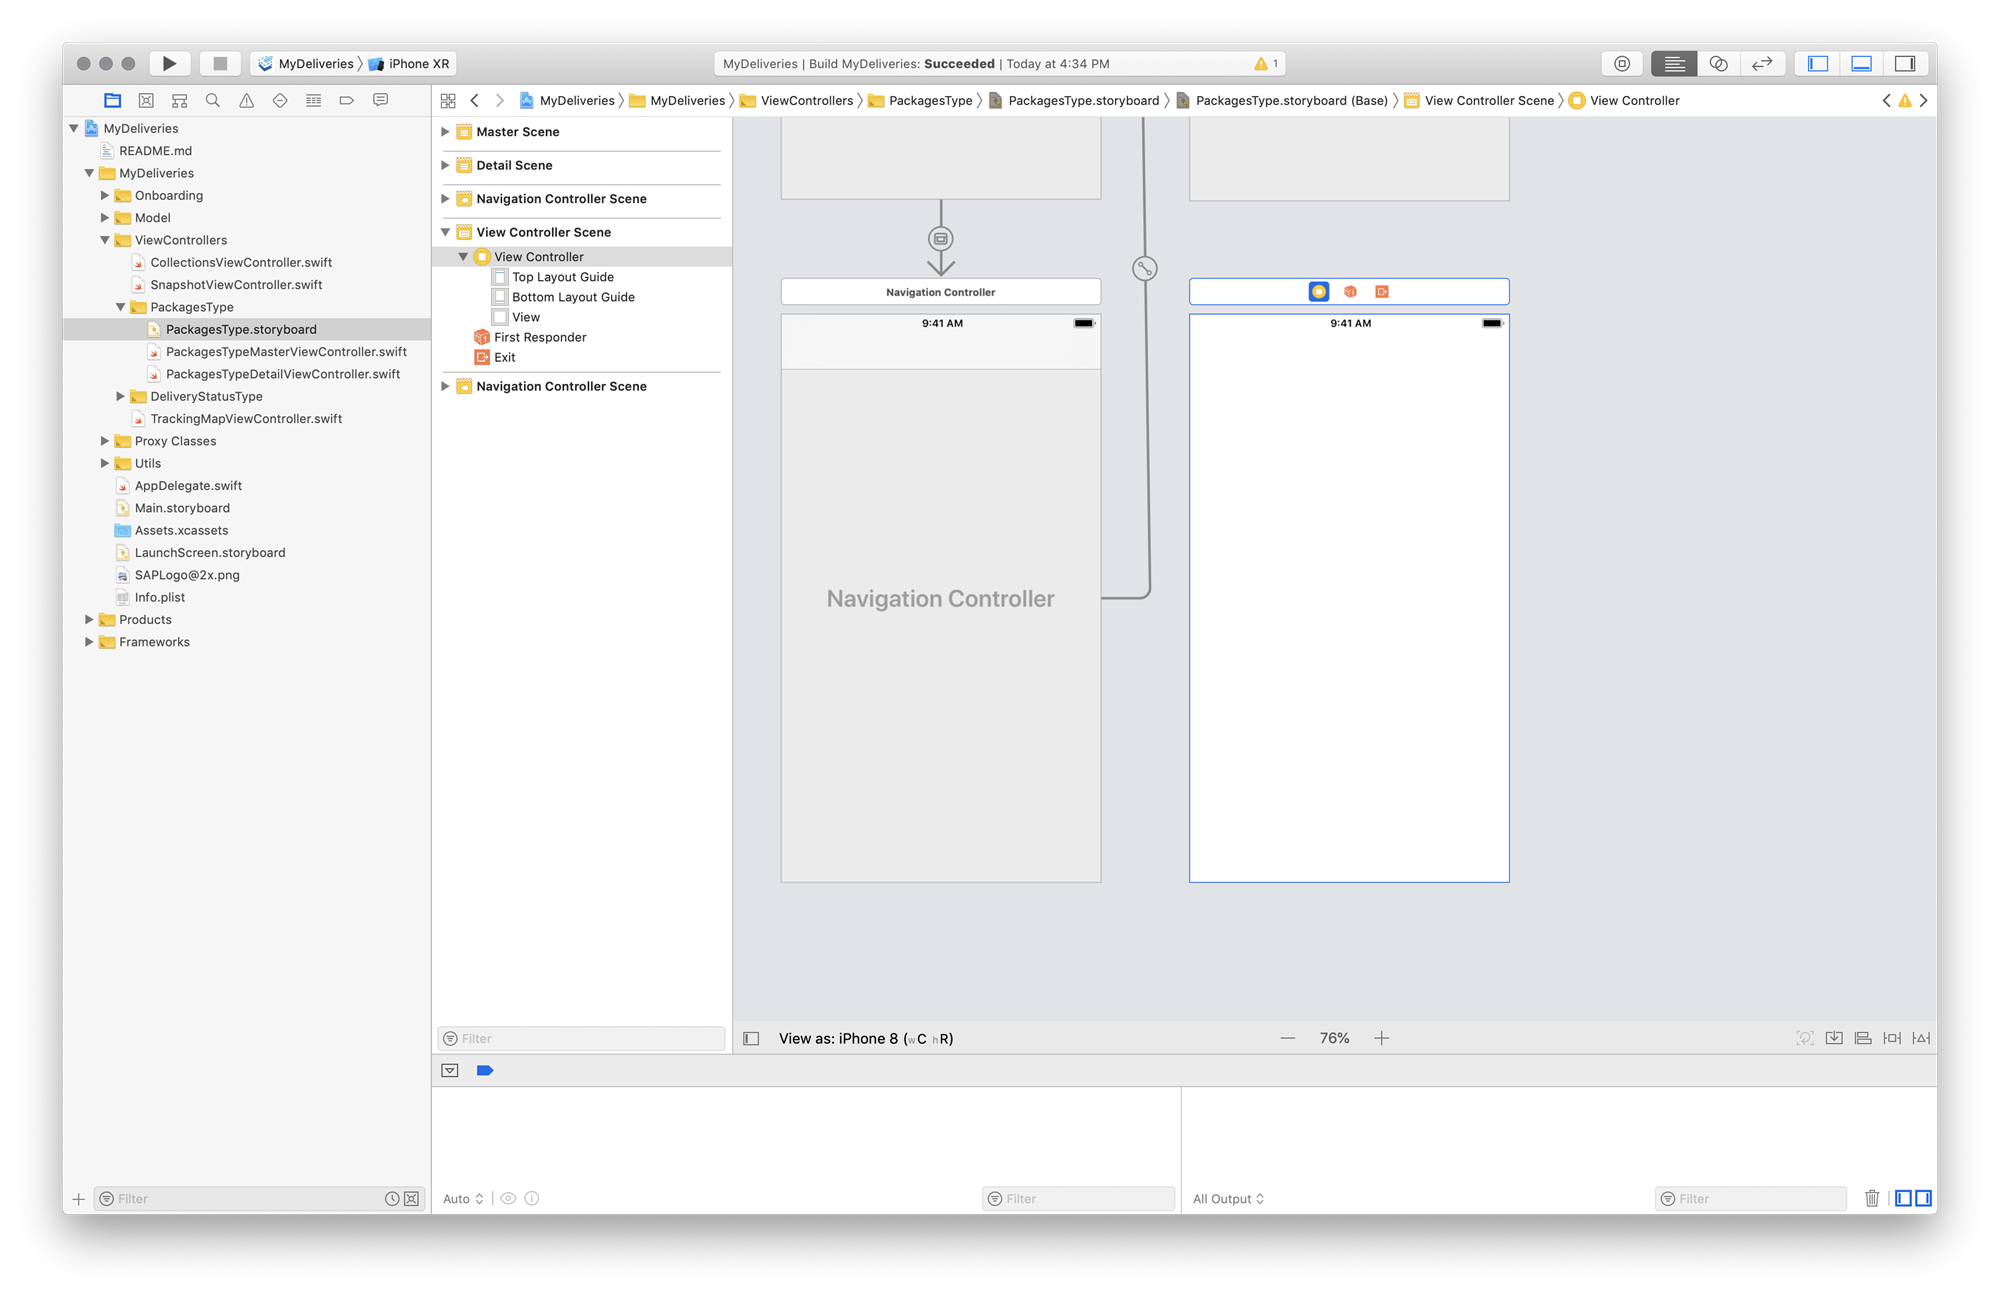 MyDeliveries iPhone XR
MyDeliveries | Build MyDeliveries: Succeeded | Today at 4:34 PM 1
MyDeliveries MyDeliveries ViewControllers PackagesType PackagesType.storyboard PackagesType.storyboard (Base) View Controller Scene View Controller
MyDeliveries
README.md
MyDeliveries
Onboarding
Model
ViewControllers
CollectionsViewController.swift
SnapshotViewController.swift
PackagesType
PackagesType.storyboard
PackagesTypeMasterViewController.swift
PackagesTypeDetailViewController.swift
DeliveryStatusType
TrackingMapViewController.swift
Proxy Classes
Utils
AppDelegate.swift
Main.storyboard
Assets.xcassets
LaunchScreen.storyboard
SAPLogo@2x.png
Info.plist
Products
Frameworks
Filter
Master Scene
Detail Scene
Navigation Controller Scene
View Controller Scene
View Controller
Top Layout Guide
Bottom Layout Guide
View
First Responder
Exit
Navigation Controller Scene
Filter
Navigation Controller
9:41 AM
Navigation Controller
9:41 AM
View as: iPhone 8 (wC hR)
76%
Auto
Filter
All Output
Filter